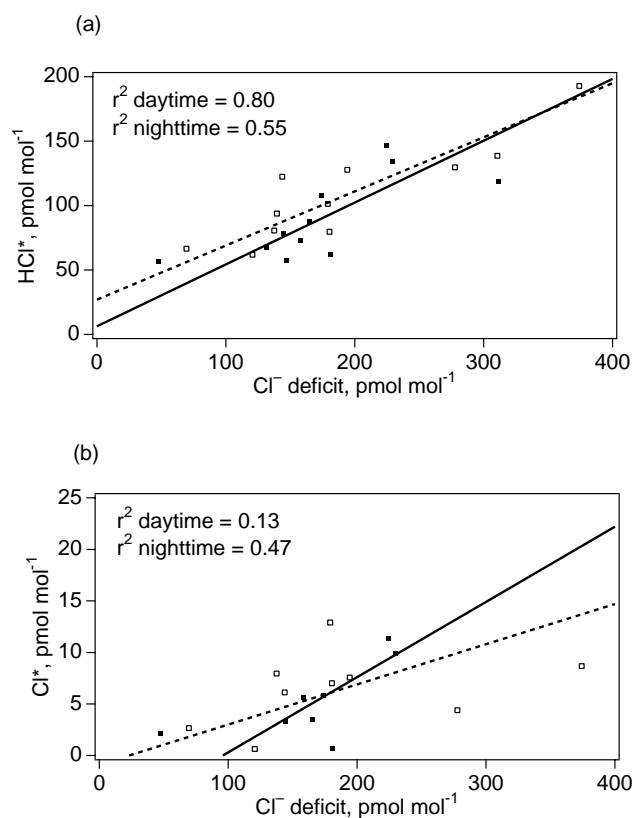 (a)
r² daytime = 0.80
r² nighttime = 0.55
200
150
100
50
0
HCl*, pmol mol⁻¹
0 100 200 300 400
Cl⁻ deficit, pmol mol⁻¹
(b)
r² daytime = 0.13
r² nighttime = 0.47
25
20
15
10
5
0
Cl*, pmol mol⁻¹
0 100 200 300 400
Cl⁻ deficit, pmol mol⁻¹